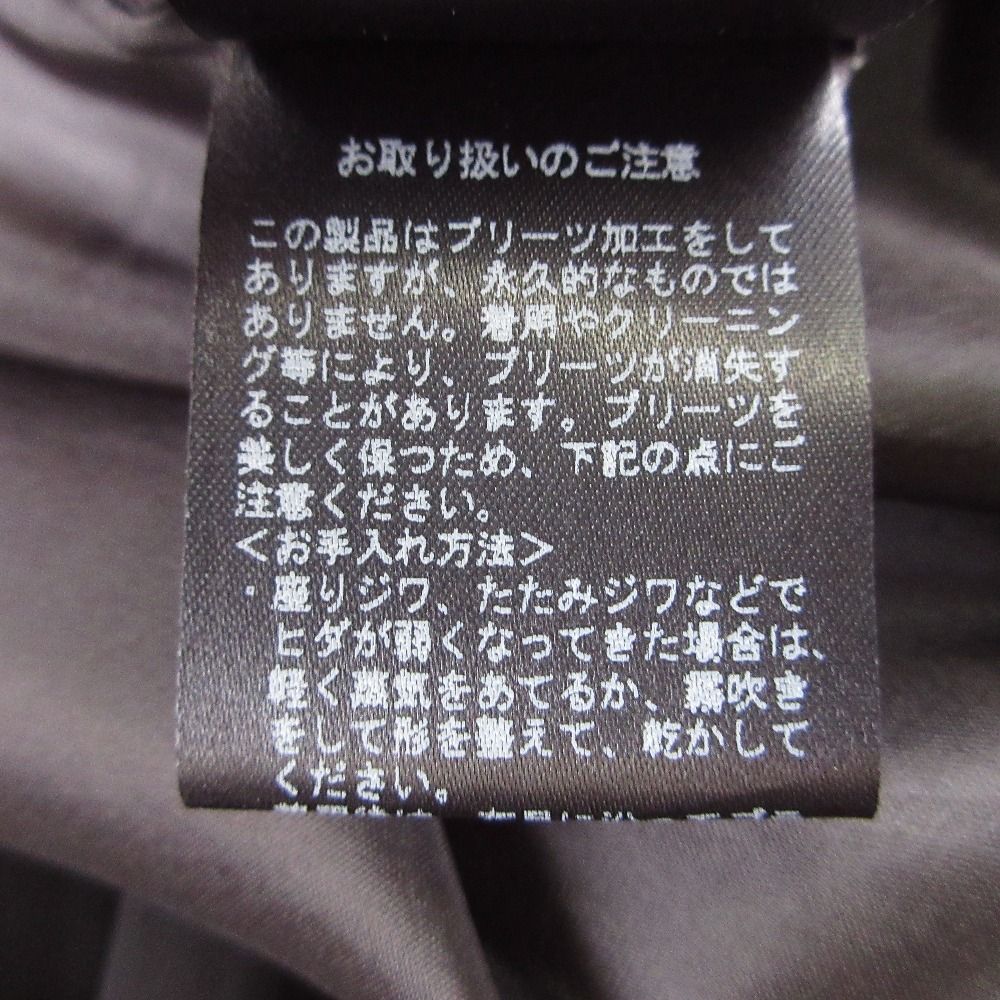 お取り扱いのご注意
この製品はプリーツ加工をして
ありますが、永久的なものでは
ありません。着用やクリーニン
グ等により、プリーツが消失す
ることがあります。プリーツを
美しく保つため、下記の点にご
注意ください。
<お手入れ方法>
・座りジワ、たたみジワなどで
ヒダが弱くなってきた場合は、
軽く蒸気をあてるか、霧吹き
をして形を整えて、乾かして
ください。